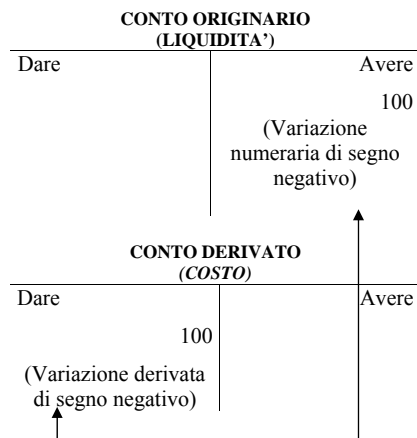 CONTO ORIGINARIO
(LIQUIDITA’)
Dare Avere
100
(Variazione
numeraria di segno
negativo)
CONTO DERIVATO
(COSTO)
Dare Avere
100
(Variazione derivata
di segno negativo)